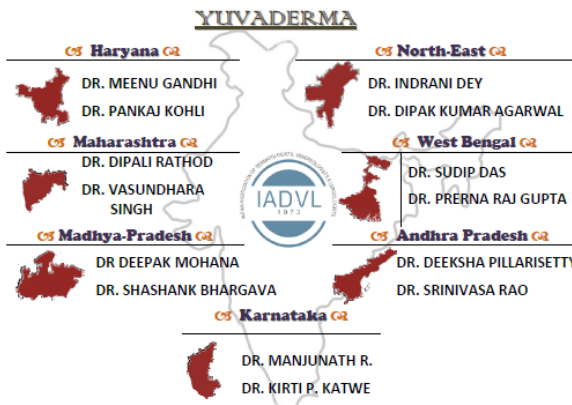 YUVADERMA
Haryana
DR. MEENU GANDHI
DR. PANKAJ KOHLI
North-East
DR. INDRANI DEY
DR. DIPAK KUMAR AGARWAL
Maharashtra
DR. DIPALI RATHOD
DR. VASUNDHARA
SINGH
West Bengal
DR. SUDIP DAS
DR. PRERNA RAJ GUPTA
IADVL
1973
Madhya-Pradesh
DR DEEPAK MOHANA
DR. SHASHANK BHARGAVA
Andhra Pradesh
DR. DEEKSHA PILLARISETTY
DR. SRINIVASA RAO
Karnataka
DR. MANJUNATH R.
DR. KIRTI P. KATWE